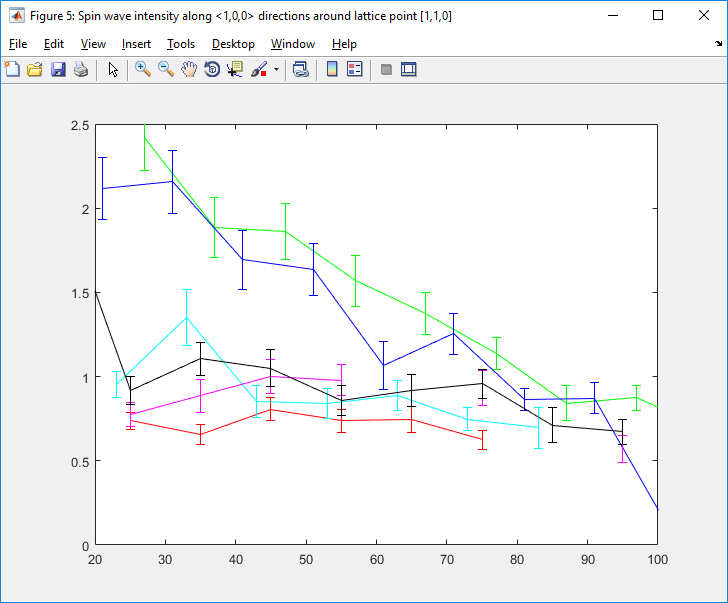 Figure 5: Spin wave intensity along <1,0,0> directions around lattice point [1,1,0]
File Edit View Insert Tools Desktop Window Help
2.5
2
1.5
1
0.5
0
20 30 40 50 60 70 80 90 100